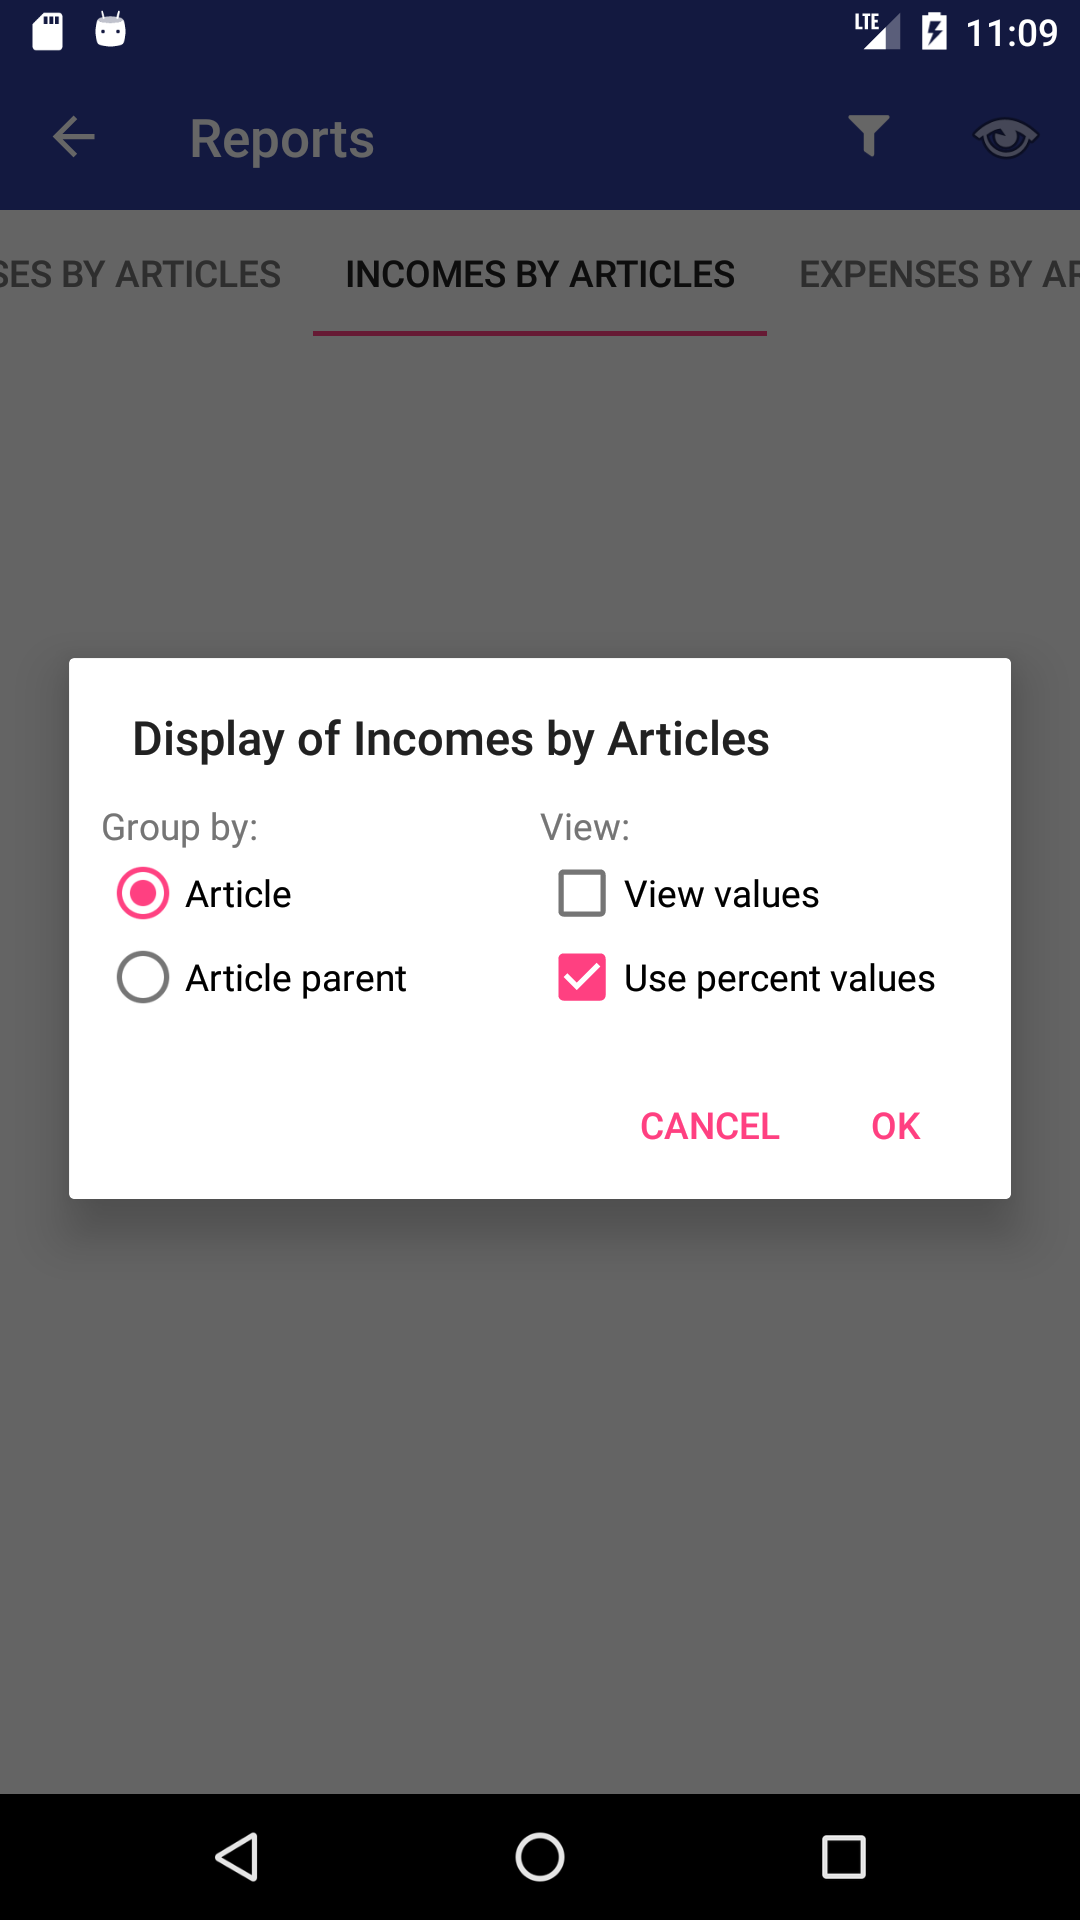 LTE 11:09
Reports
SES BY ARTICLES INCOMES BY ARTICLES EXPENSES BY AR
Display of Incomes by Articles
Group by: View:
Article View values
Article parent Use percent values
CANCEL OK